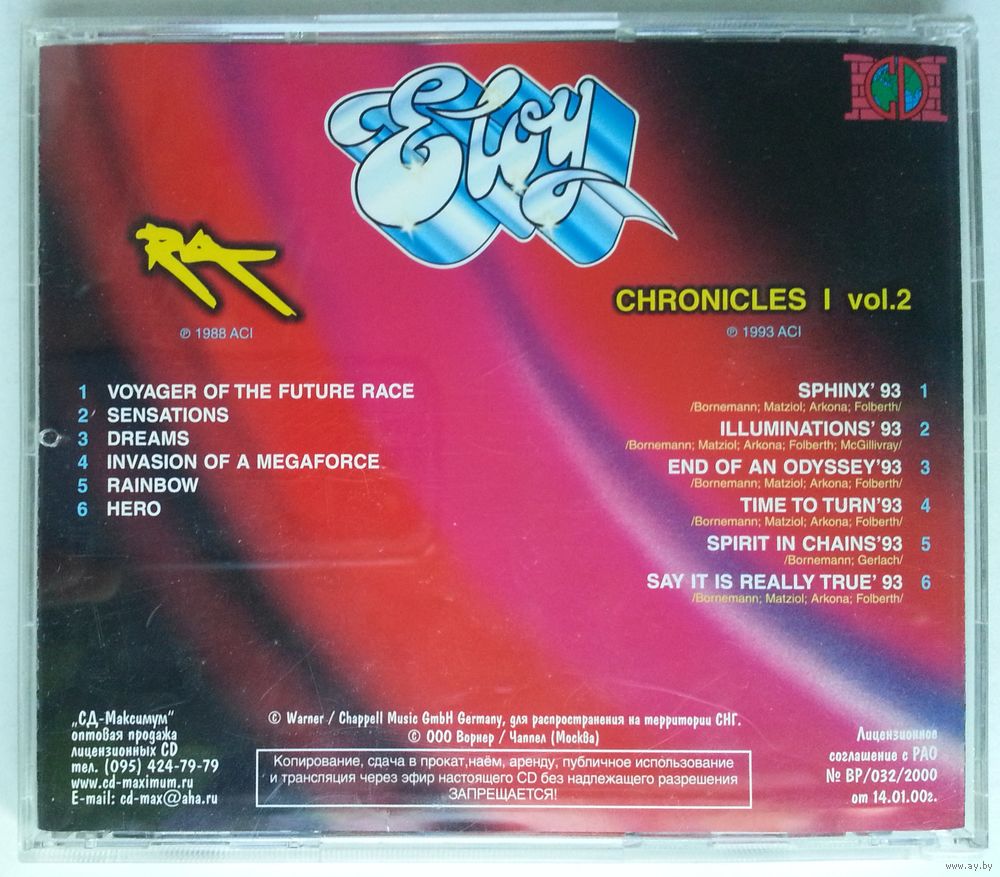 Eloy
CD
RA
℗ 1988 ACI
1 VOYAGER OF THE FUTURE RACE
2 SENSATIONS
3 DREAMS
4 INVASION OF A MEGAFORCE
5 RAINBOW
6 HERO
CHRONICLES I vol.2
℗ 1993 ACI
SPHINX' 93 1
/Bornemann; Matziol; Arkona; Folberth/
ILLUMINATIONS' 93 2
/Bornemann; Matziol; Arkona; Folberth; McGillivray/
END OF AN ODYSSEY'93 3
/Bornemann; Matziol; Arkona; Folberth/
TIME TO TURN'93 4
/Bornemann; Matziol; Arkona; Folberth/
SPIRIT IN CHAINS'93 5
/Bornemann; Gerlach/
SAY IT IS REALLY TRUE' 93 6
/Bornemann; Matziol; Arkona; Folberth/
„СД-Максимум"
оптовая продажа
лицензионных CD
тел. (095) 424-79-79
www.cd-maximum.ru
E-mail: cd-max@aha.ru
© Warner / Chappell Music GmbH Germany, для распространения на территории СНГ.
© ООО Ворнер / Чаппел (Москва)
Копирование, сдача в прокат,наём, аренду, публичное использование
и трансляция через эфир настоящего CD без надлежащего разрешения
ЗАПРЕЩАЕТСЯ!
Лицензионное
соглашение с РАО
№ ВР/032/2000
от 14.01.00г.
www.ay.by